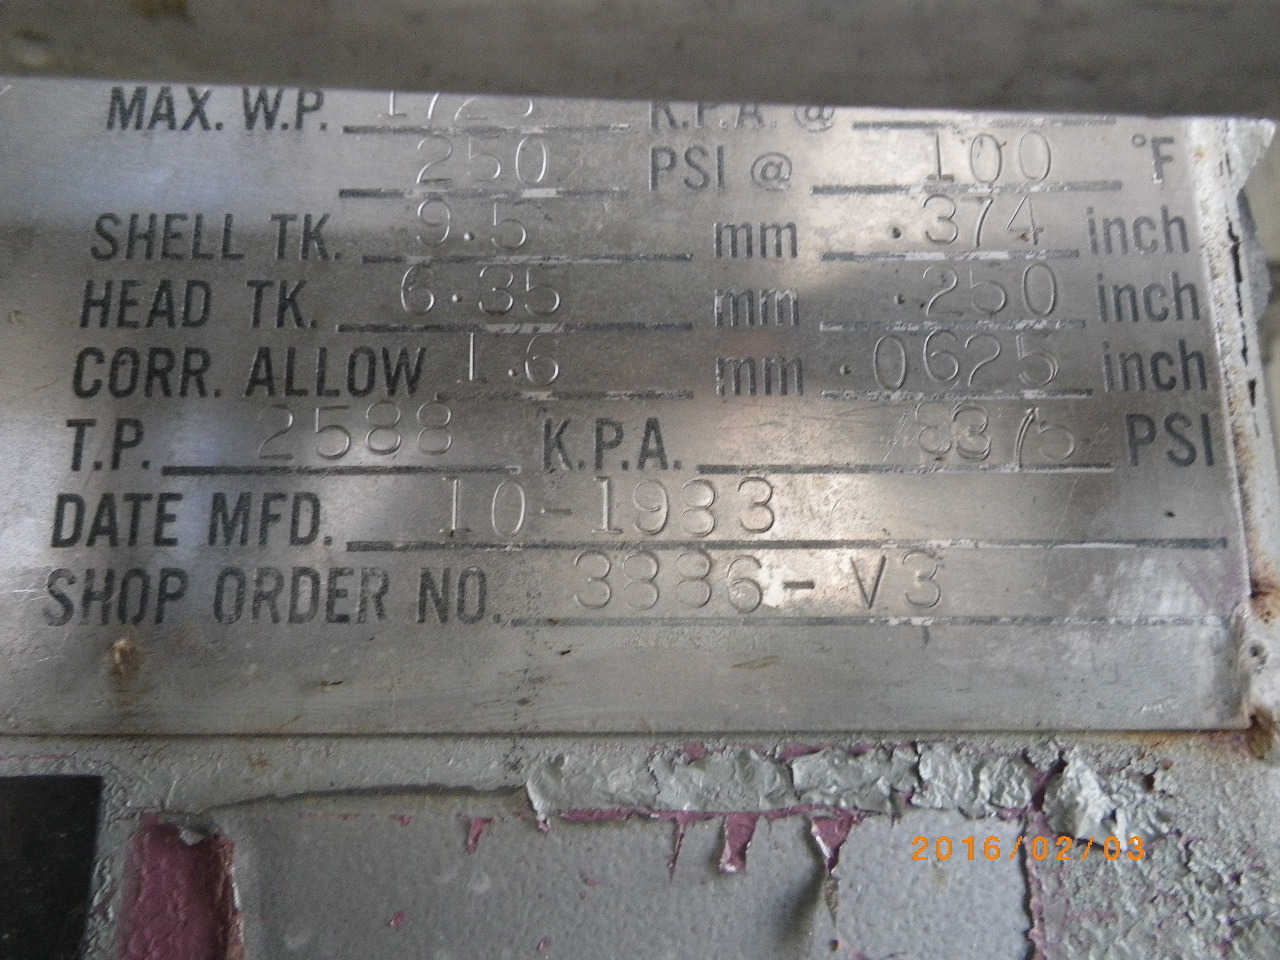 MAX. W.P. K.P.A. @
250 PSI @ 100 °F
SHELL TK. 9.5 mm .374 inch
HEAD TK. 6.35 mm .250 inch
CORR. ALLOW 1.6 mm .0625 inch
T.P. 2588 K.P.A. PSI
DATE MFD. 10-1983
SHOP ORDER NO. 3886-V3
2016/02/03